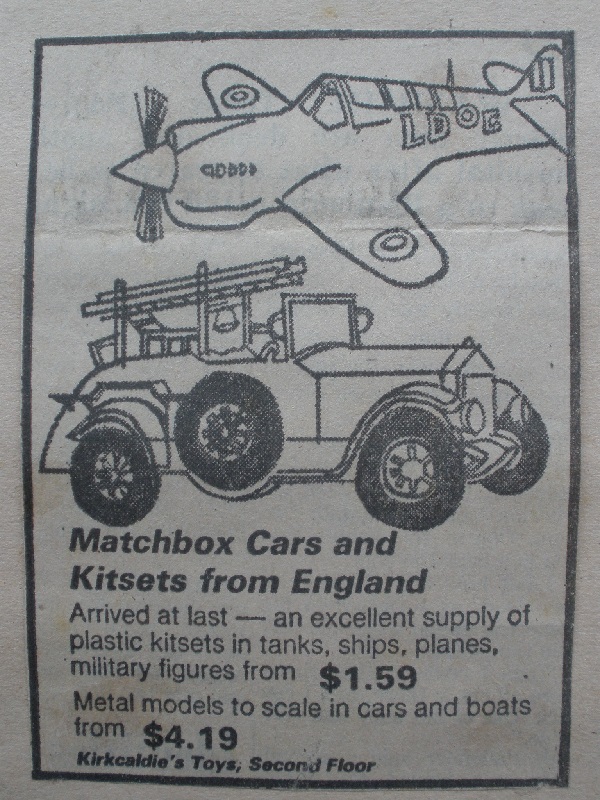 LD OE
Matchbox Cars and
Kitsets from England
Arrived at last — an excellent supply of
plastic kitsets in tanks, ships, planes,
military figures from $1.59
Metal models to scale in cars and boats
from $4.19
Kirkcaldie's Toys, Second Floor